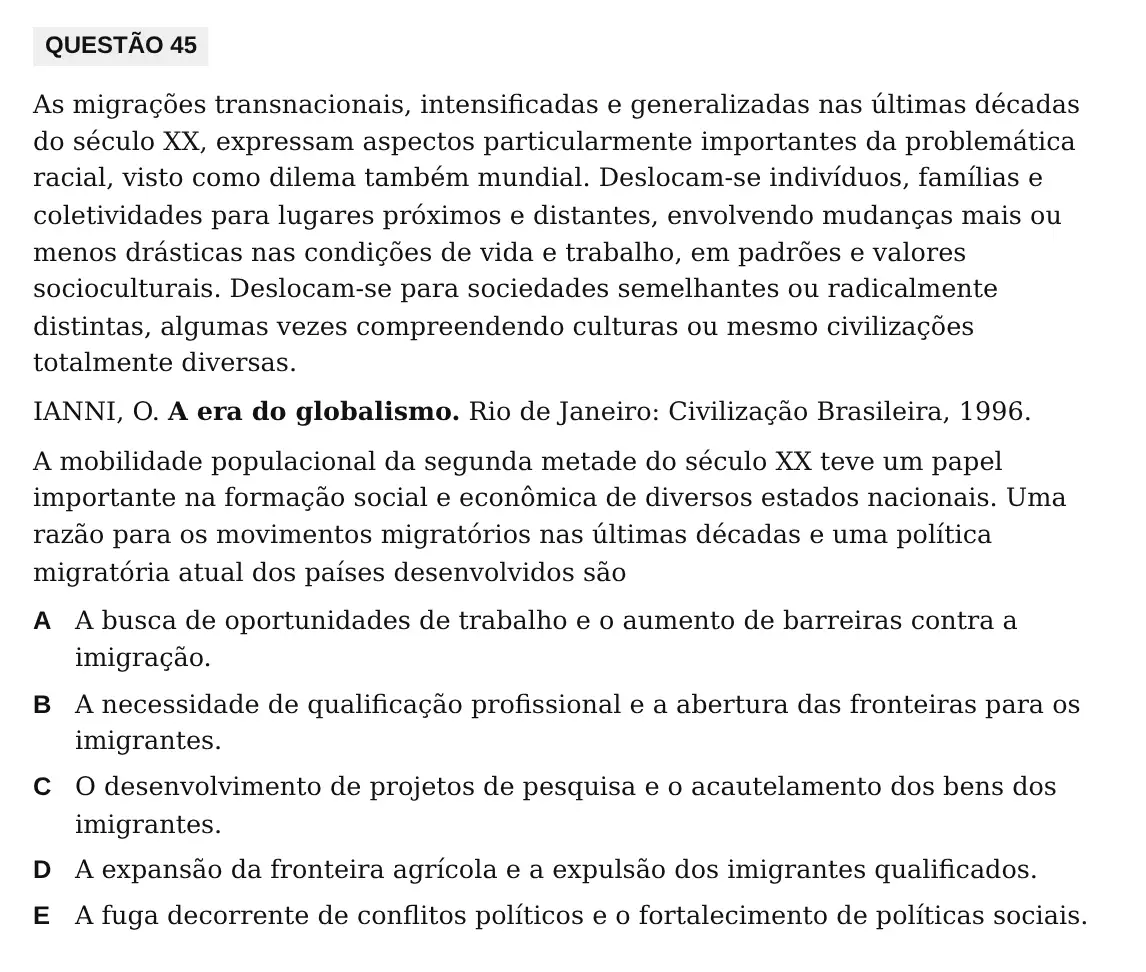 QUESTÃO 45
As migrações transnacionais, intensificadas e generalizadas nas últimas décadas
do século XX, expressam aspectos particularmente importantes da problemática
racial, visto como dilema também mundial. Deslocam-se indivíduos, famílias e
coletividades para lugares próximos e distantes, envolvendo mudanças mais ou
menos drásticas nas condições de vida e trabalho, em padrões e valores
socioculturais. Deslocam-se para sociedades semelhantes ou radicalmente
distintas, algumas vezes compreendendo culturas ou mesmo civilizações
totalmente diversas.
IANNI, O. A era do globalismo. Rio de Janeiro: Civilização Brasileira, 1996.
A mobilidade populacional da segunda metade do século XX teve um papel
importante na formação social e econômica de diversos estados nacionais. Uma
razão para os movimentos migratórios nas últimas décadas e uma política
migratória atual dos países desenvolvidos são
A A busca de oportunidades de trabalho e o aumento de barreiras contra a
imigração.
B A necessidade de qualificação profissional e a abertura das fronteiras para os
imigrantes.
C O desenvolvimento de projetos de pesquisa e o acautelamento dos bens dos
imigrantes.
D A expansão da fronteira agrícola e a expulsão dos imigrantes qualificados.
E A fuga decorrente de conflitos políticos e o fortalecimento de políticas sociais.